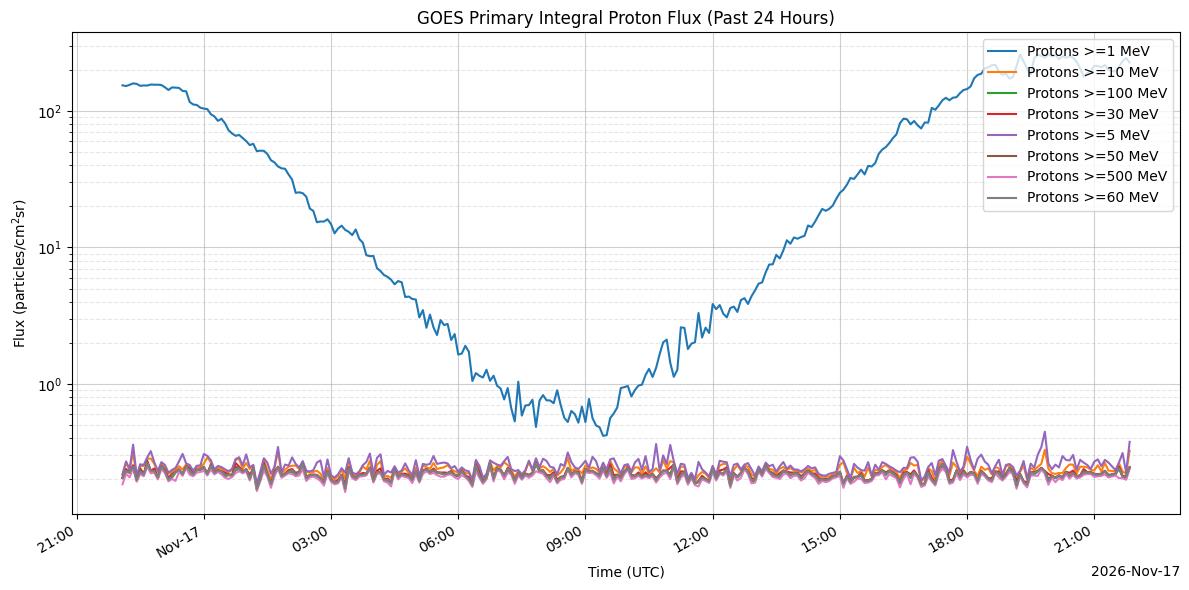 GOES Primary Integral Proton Flux (Past 24 Hours)
Protons >=1 MeV
Protons >=10 MeV
Protons >=100 MeV
Protons >=30 MeV
Protons >=5 MeV
Protons >=50 MeV
Protons >=500 MeV
Protons >=60 MeV
Flux (particles/cm²sr)
10²
10¹
10⁰
21:00
Nov-17
03:00
06:00
09:00
12:00
15:00
18:00
21:00
Time (UTC)
2026-Nov-17